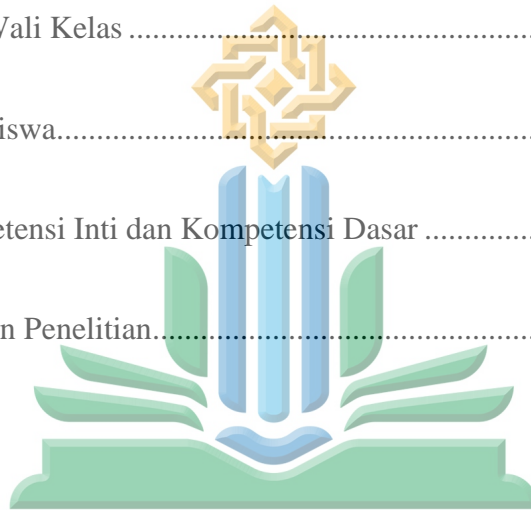 Wali Kelas ......................................................
iswa..............................................................
etensi Inti dan Kompetensi Dasar ................
n Penelitian.....................................................